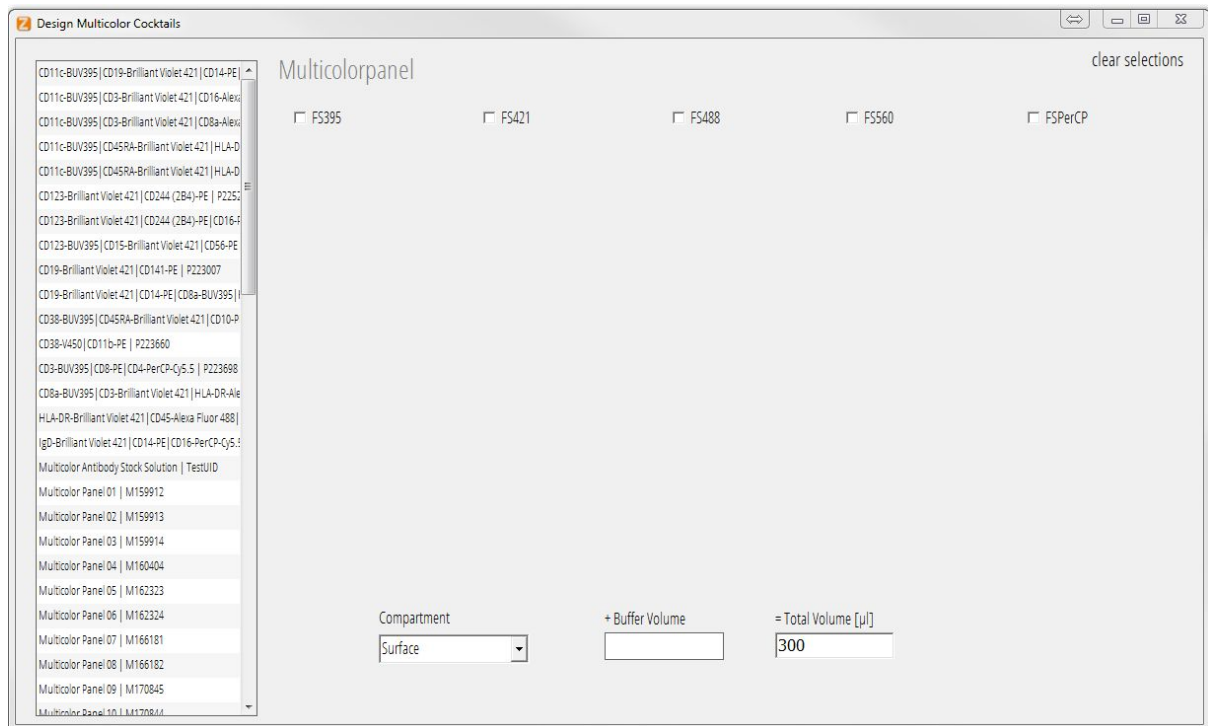 Design Multicolor Cocktails
clear selections
Multicolorpanel
FS395 FS421 FS488 FS560 FSPerCP
CD11c-BUV395|CD19-Brilliant Violet 421|CD14-PE|
CD11c-BUV395|CD3-Brilliant Violet 421|CD16-Alexa
CD11c-BUV395|CD3-Brilliant Violet 421|CD8a-Alexa
CD11c-BUV395|CD45RA-Brilliant Violet 421|HLA-D
CD11c-BUV395|CD45RA-Brilliant Violet 421|HLA-D
CD123-Brilliant Violet 421|CD244 (2B4)-PE | P2252
CD123-Brilliant Violet 421|CD244 (2B4)-PE|CD16-P
CD123-BUV395|CD15-Brilliant Violet 421|CD56-PE
CD19-Brilliant Violet 421|CD141-PE | P223007
CD19-Brilliant Violet 421|CD14-PE|CD8a-BUV395|
CD38-BUV395|CD45RA-Brilliant Violet 421|CD10-P
CD38-V450|CD11b-PE | P223660
CD3-BUV395|CD8-PE|CD4-PerCP-Cy5.5 | P223698
CD8a-BUV395|CD3-Brilliant Violet 421|HLA-DR-Ale
HLA-DR-Brilliant Violet 421|CD45-Alexa Fluor 488|
IgD-Brilliant Violet 421|CD14-PE|CD16-PerCP-Cy5.5
Multicolor Antibody Stock Solution | TestUID
Multicolor Panel 01 | M159912
Multicolor Panel 02 | M159913
Multicolor Panel 03 | M159914
Multicolor Panel 04 | M160404
Multicolor Panel 05 | M162323
Multicolor Panel 06 | M162324
Multicolor Panel 07 | M166181
Multicolor Panel 08 | M166182
Multicolor Panel 09 | M170845
Multicolor Panel 10 | M170844
Compartment + Buffer Volume = Total Volume [µl]
Surface 300